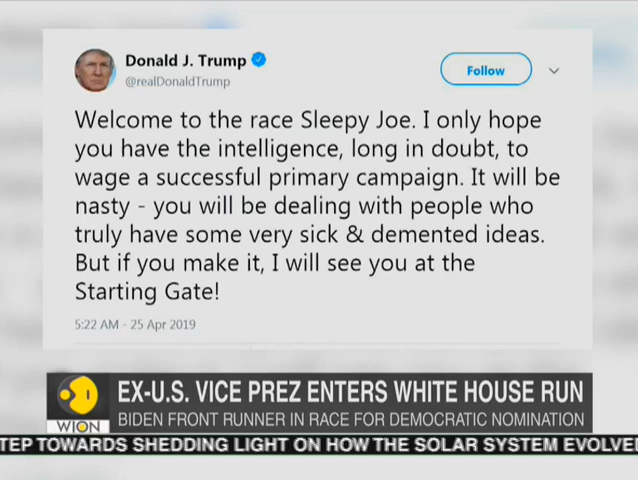 Donald J. Trump
@realDonaldTrump
Follow
Welcome to the race Sleepy Joe. I only hope
you have the intelligence, long in doubt, to
wage a successful primary campaign. It will be
nasty - you will be dealing with people who
truly have some very sick & demented ideas.
But if you make it, I will see you at the
Starting Gate!
5:22 AM - 25 Apr 2019
EX-U.S. VICE PREZ ENTERS WHITE HOUSE RUN
BIDEN FRONT RUNNER IN RACE FOR DEMOCRATIC NOMINATION
WION
TEP TOWARDS SHEDDING LIGHT ON HOW THE SOLAR SYSTEM EVOLVE